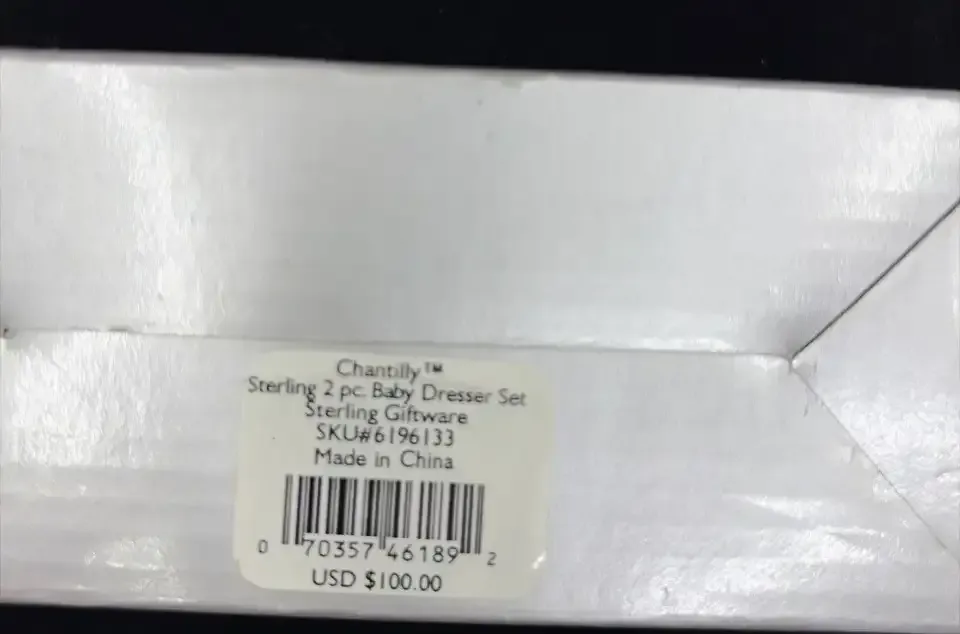 Chantilly™
Sterling 2 pc. Baby Dresser Set
Sterling Giftware
SKU#6196133
Made in China
0 70357 46189 2
USD $100.00